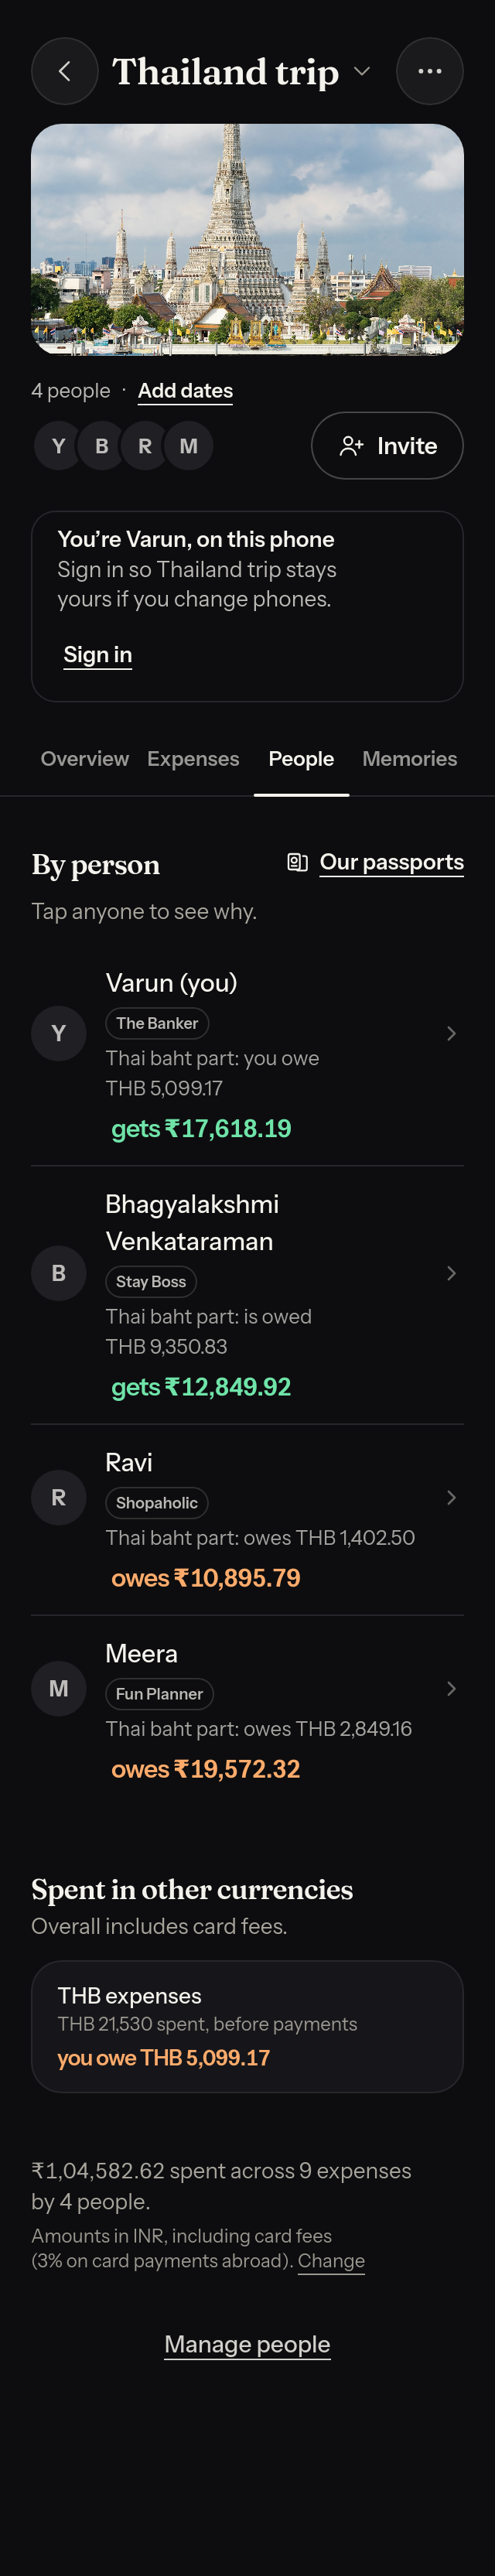 Thailand trip
4 people · Add dates
Y B R M
Invite
You’re Varun, on this phone
Sign in so Thailand trip stays
yours if you change phones.
Sign in
Overview Expenses People Memories
By person
Our passports
Tap anyone to see why.
Y
Varun (you)
The Banker
Thai baht part: you owe
THB 5,099.17
gets ₹17,618.19
B
Bhagyalakshmi
Venkataraman
Stay Boss
Thai baht part: is owed
THB 9,350.83
gets ₹12,849.92
R
Ravi
Shopaholic
Thai baht part: owes THB 1,402.50
owes ₹10,895.79
M
Meera
Fun Planner
Thai baht part: owes THB 2,849.16
owes ₹19,572.32
Spent in other currencies
Overall includes card fees.
THB expenses
THB 21,530 spent, before payments
you owe THB 5,099.17
₹1,04,582.62 spent across 9 expenses
by 4 people.
Amounts in INR, including card fees
(3% on card payments abroad). Change
Manage people